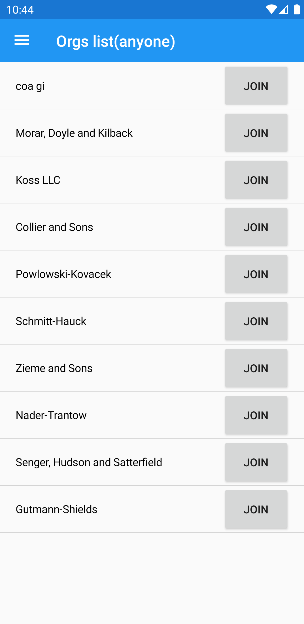 10:44
Orgs list(anyone)
coa gi JOIN
Morar, Doyle and Kilback JOIN
Koss LLC JOIN
Collier and Sons JOIN
Powlowski-Kovacek JOIN
Schmitt-Hauck JOIN
Zieme and Sons JOIN
Nader-Trantow JOIN
Senger, Hudson and Satterfield JOIN
Gutmann-Shields JOIN